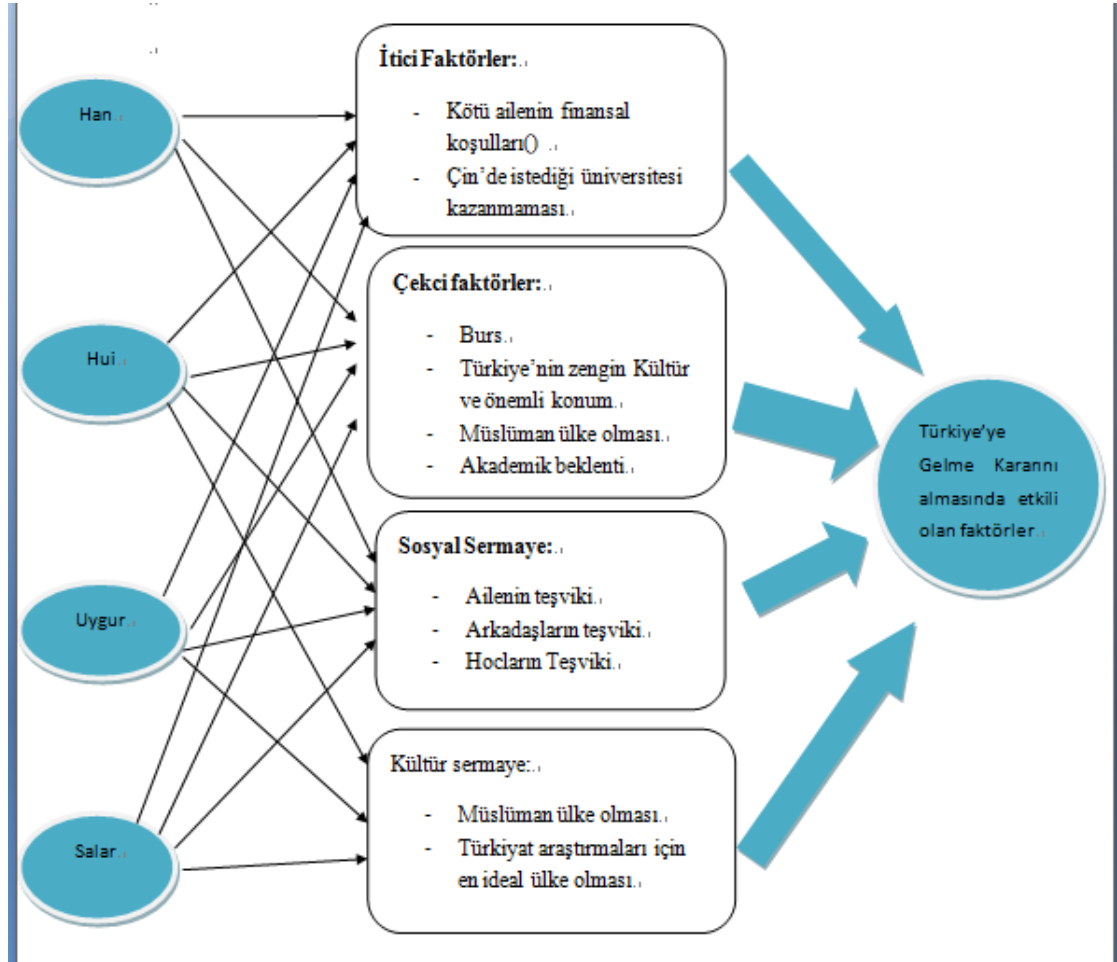 Han
Hui
Uygur
Salar
İtici Faktörler:
- Kötü ailenin finansal
koşulları()
- Çin’de istediği üniversitesi
kazanmaması.
Çekci faktörler:
- Burs.
- Türkiye’nin zengin Kültür
ve önemli konum.
- Müslüman ülke olması.
- Akademik beklenti.
Sosyal Sermaye:
- Ailenin teşviki.
- Arkadaşların teşviki.
- Hocların Teşviki.
Kültür sermaye:
- Müslüman ülke olması.
- Türkiyat araştırmaları için
en ideal ülke olması.
Türkiye’ye
Gelme Kararını
almasında etkili
olan faktörler.